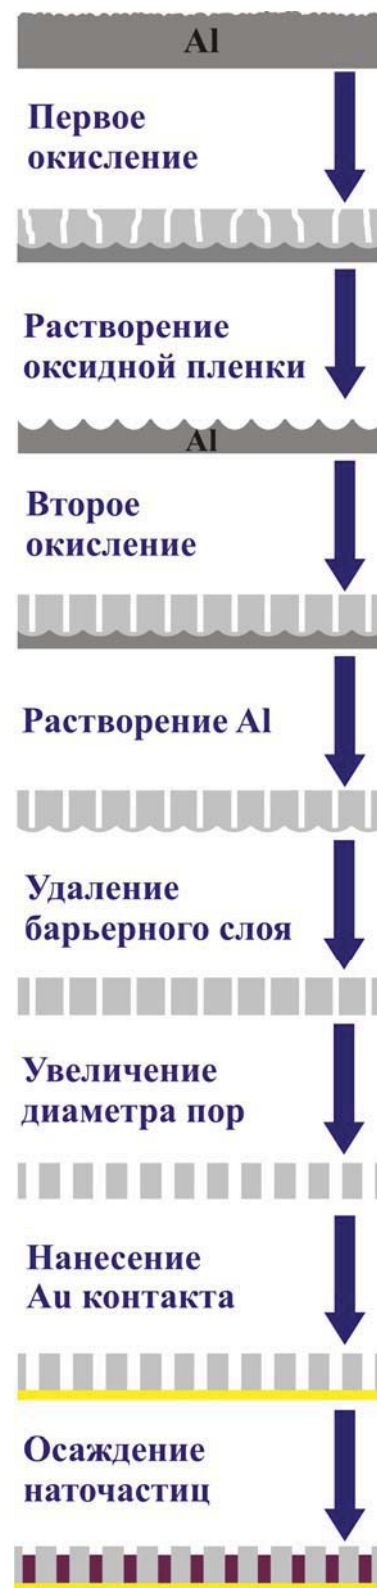 Al
Первое
окисление
Растворение
оксидной пленки
Al
Второе
окисление
Растворение Al
Удаление
барьерного слоя
Увеличение
диаметра пор
Нанесение
Au контакта
Осаждение
наточастиц